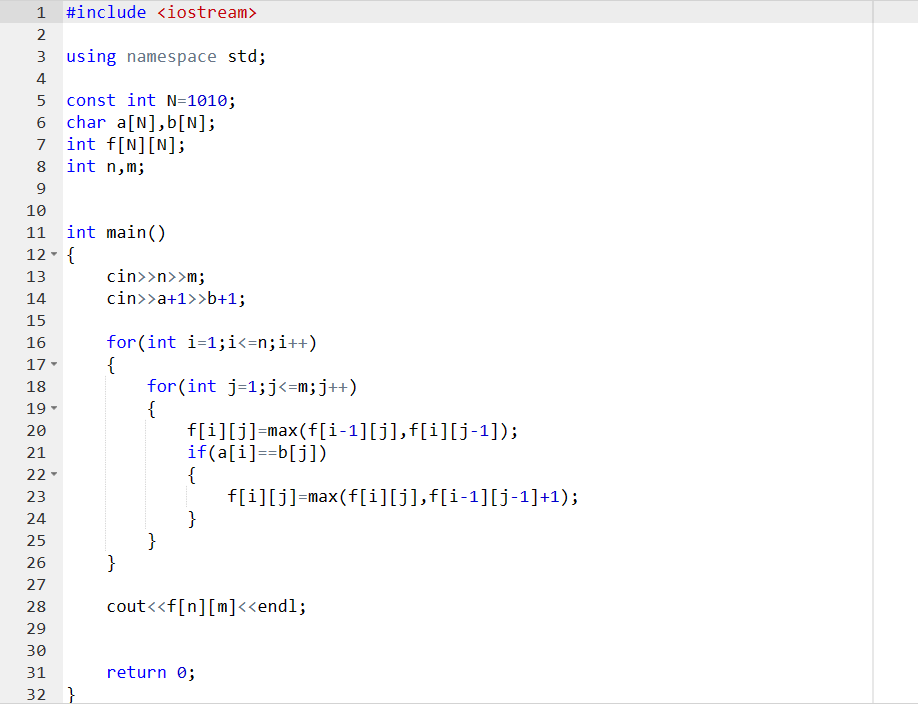 1 #include <iostream>
2
3 using namespace std;
4
5 const int N=1010;
6 char a[N],b[N];
7 int f[N][N];
8 int n,m;
9
10
11 int main()
12 {
13     cin>>n>>m;
14     cin>>a+1>>b+1;
15
16     for(int i=1;i<=n;i++)
17     {
18         for(int j=1;j<=m;j++)
19         {
20             f[i][j]=max(f[i-1][j],f[i][j-1]);
21             if(a[i]==b[j])
22             {
23                 f[i][j]=max(f[i][j],f[i-1][j-1]+1);
24             }
25         }
26     }
27
28     cout<<f[n][m]<<endl;
29
30
31     return 0;
32 }